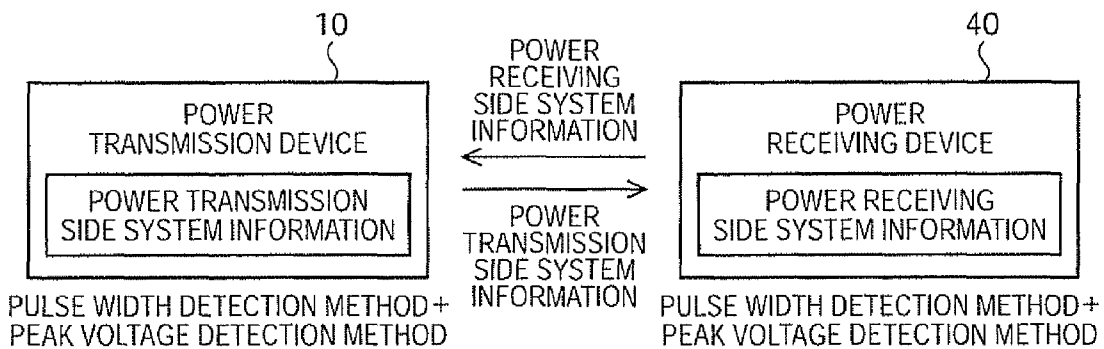 10
POWER
TRANSMISSION DEVICE
POWER TRANSMISSION
SIDE SYSTEM INFORMATION
PULSE WIDTH DETECTION METHOD+
PEAK VOLTAGE DETECTION METHOD
POWER
RECEIVING
SIDE SYSTEM
INFORMATION
POWER
TRANSMISSION
SIDE SYSTEM
INFORMATION
40
POWER
RECEIVING DEVICE
POWER RECEIVING
SIDE SYSTEM INFORMATION
PULSE WIDTH DETECTION METHOD+
PEAK VOLTAGE DETECTION METHOD